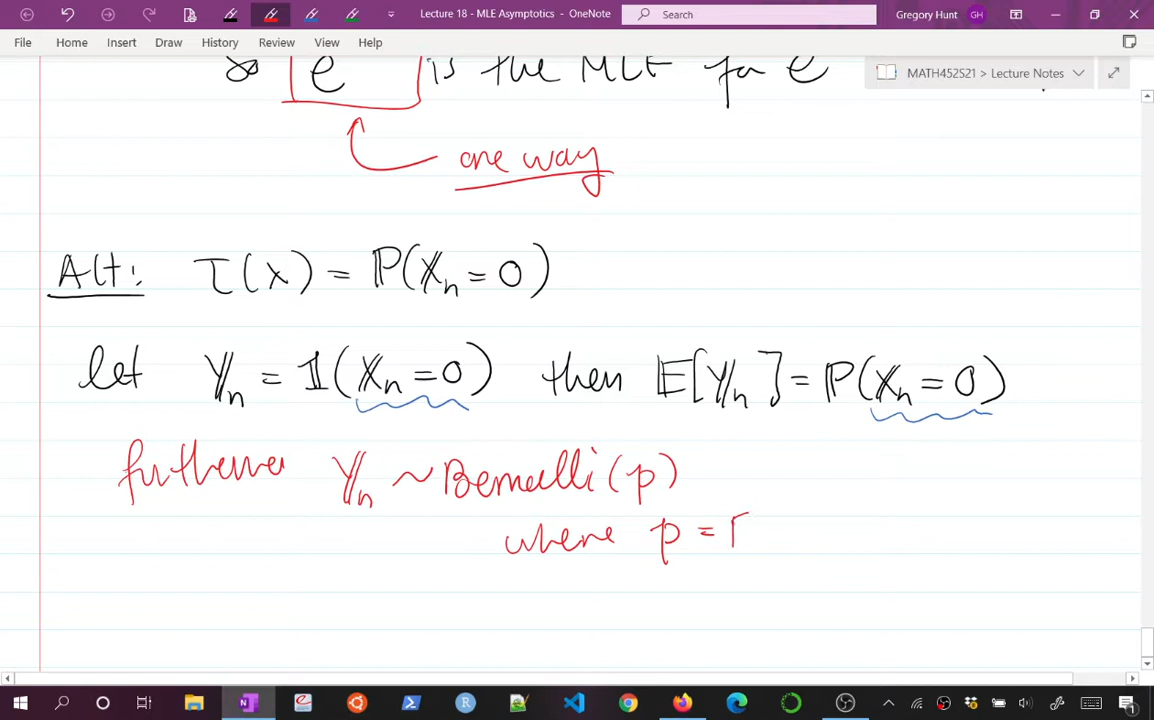 Lecture 18 - MLE Asymptotics - OneNote
Search
Gregory Hunt GH
File Home Insert Draw History Review View Help
MATH452S21 > Lecture Notes
so e is the MLE for e
one way
Alt: τ(λ) = ℙ(Xn = 0)
let Yn = 𝟙(Xn = 0) then 𝔼[Yn] = ℙ(Xn = 0)
Yn ~ Bernoulli(p)
where p =